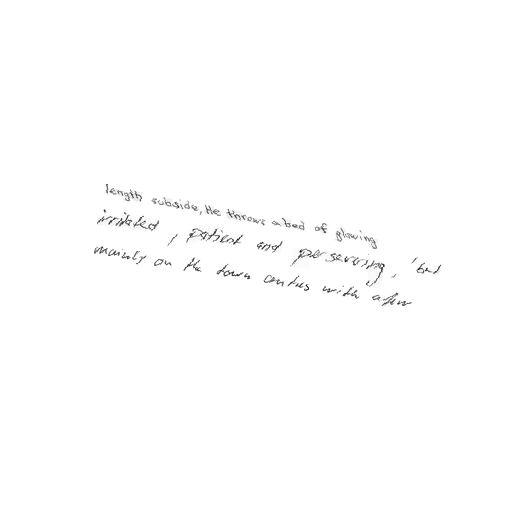 length subside, He throws a bed of glowing
irritated, patient and persevering, 'but
mainly on the town centres with a few